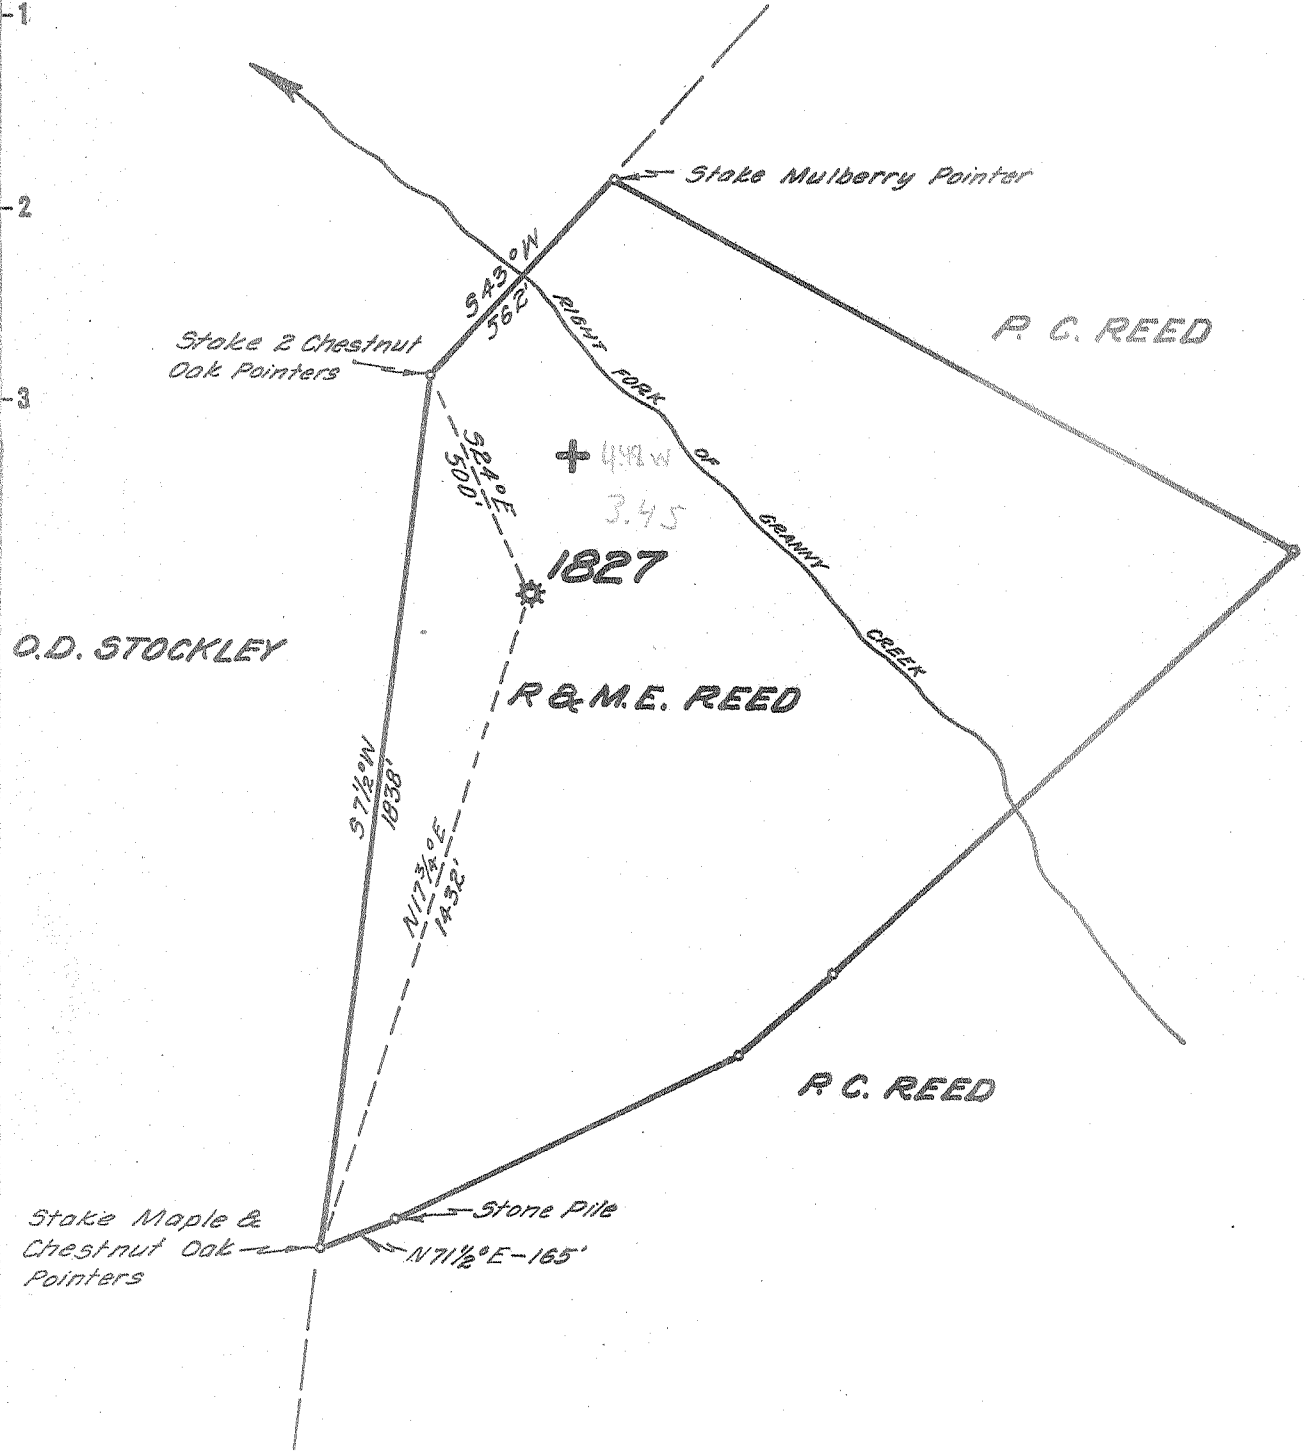 -1
-2
-3
Stake Mulberry Pointer
S43°W
562'
RIGHT FORK OF GRANNY CREEK
P. C. REED
Stake 2 Chestnut
Oak Pointers
S24°E
500'
3.45
1827
O.D. STOCKLEY
R & M.E. REED
S7½°W
1838'
N17¾°E
1432'
P. C. REED
Stake Maple &
Chestnut Oak
Pointers
Stone Pile
N71½°E-165'